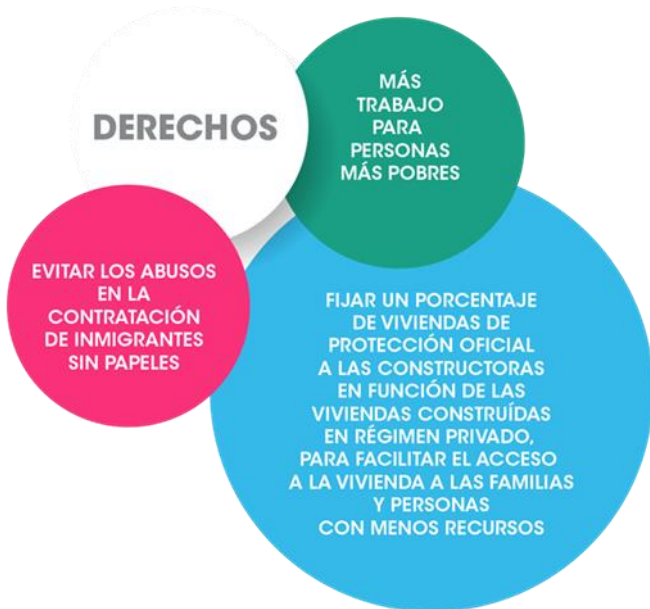 DERECHOS
MÁS
TRABAJO
PARA
PERSONAS
MÁS POBRES
EVITAR LOS ABUSOS
EN LA
CONTRATACIÓN
DE INMIGRANTES
SIN PAPELES
FIJAR UN PORCENTAJE
DE VIVIENDAS DE
PROTECCIÓN OFICIAL
A LAS CONSTRUCTORAS
EN FUNCIÓN DE LAS
VIVIENDAS CONSTRUÍDAS
EN RÉGIMEN PRIVADO,
PARA FACILITAR EL ACCESO
A LA VIVIENDA A LAS FAMILIAS
Y PERSONAS
CON MENOS RECURSOS